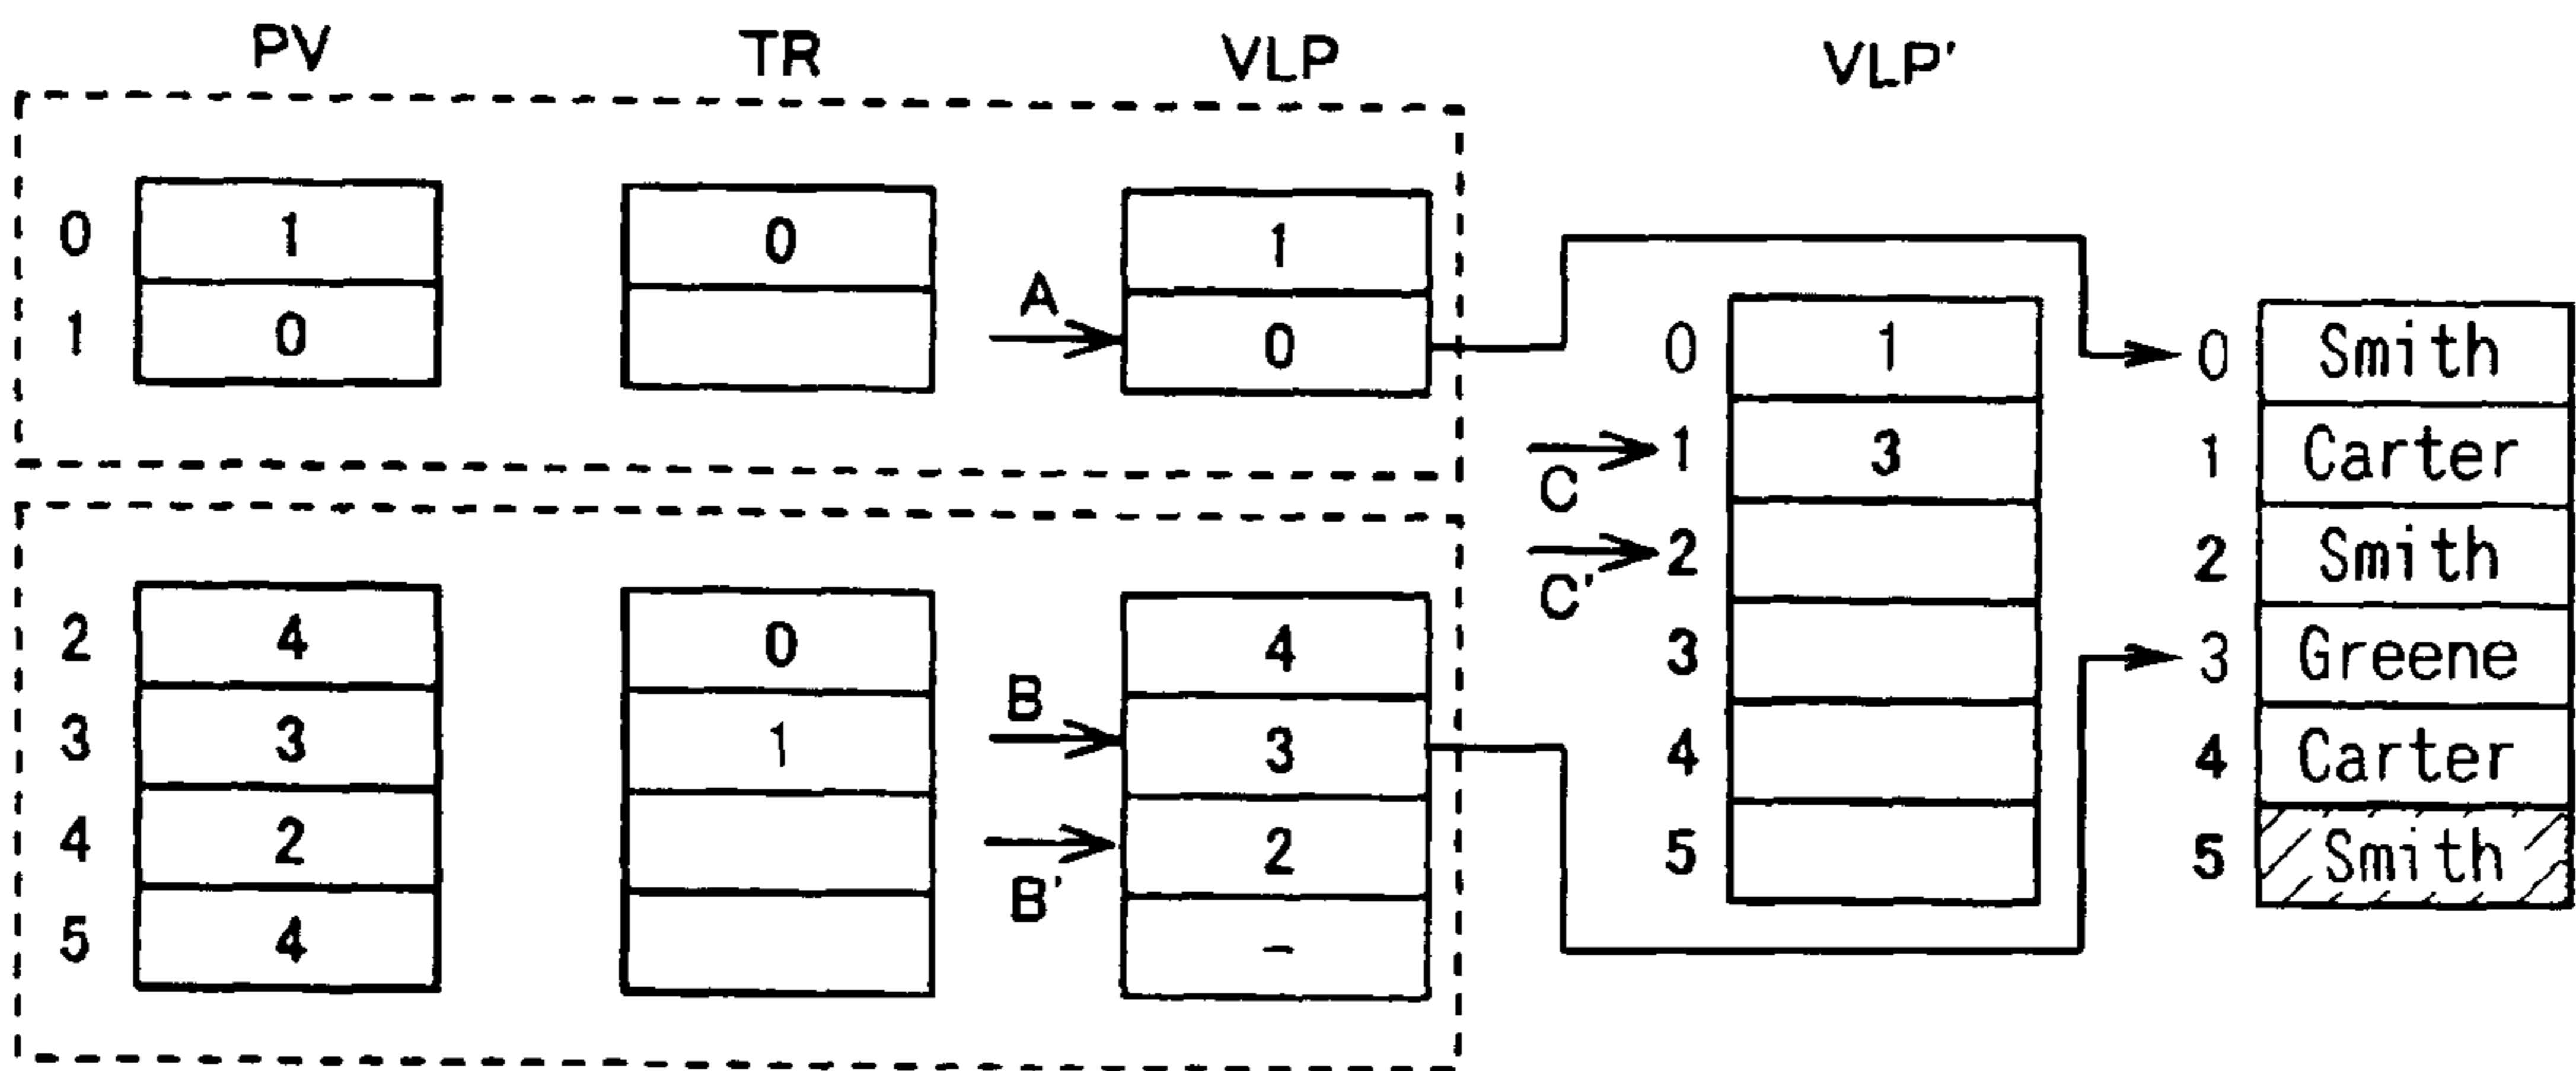 PV TR VLP VLP'
0 1 0 1
1 0 A 0
0 1 0 Smith
C 1 3 1 Carter
C' 2 2 Smith
2 4 0 4
3 3 3 Greene
3 3 1 B 3
4 4 Carter
4 2 B' 2
5 5 Smith
5 4 -